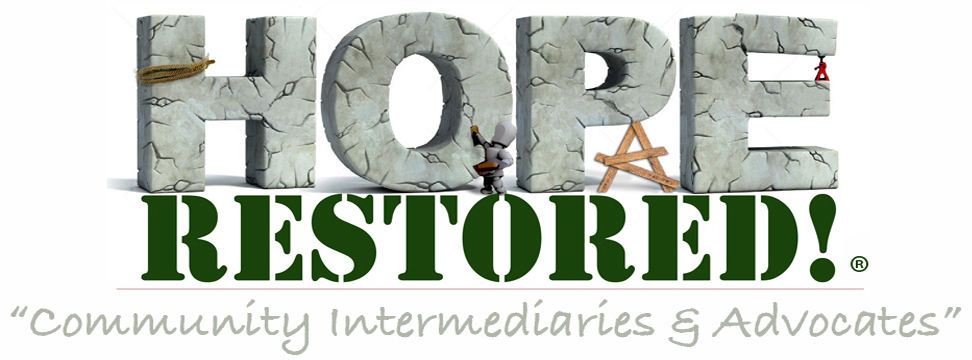 HOPE
RESTORED!®
“Community Intermediaries & Advocates”